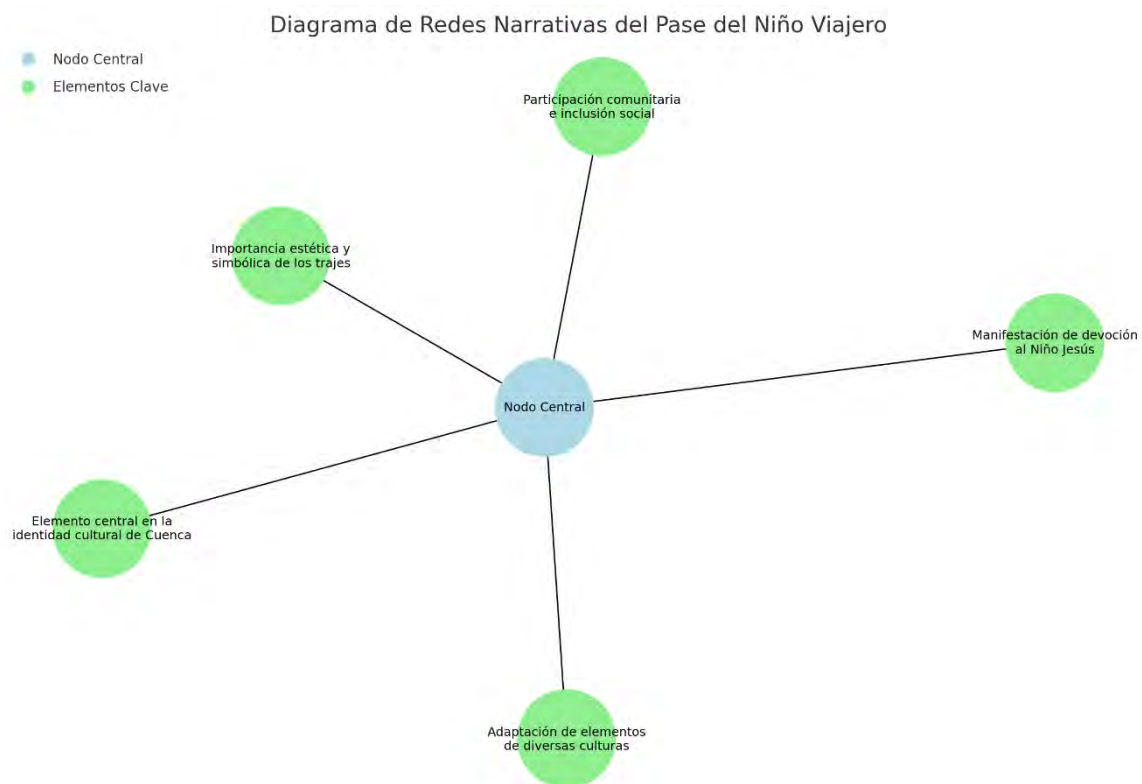 Diagrama de Redes Narrativas del Pase del Niño Viajero
Nodo Central
Elementos Clave
Participación comunitaria
e inclusión social
Importancia estética y
simbólica de los trajes
Manifestación de devoción
al Niño Jesús
Nodo Central
Elemento central en la
identidad cultural de Cuenca
Adaptación de elementos
de diversas culturas